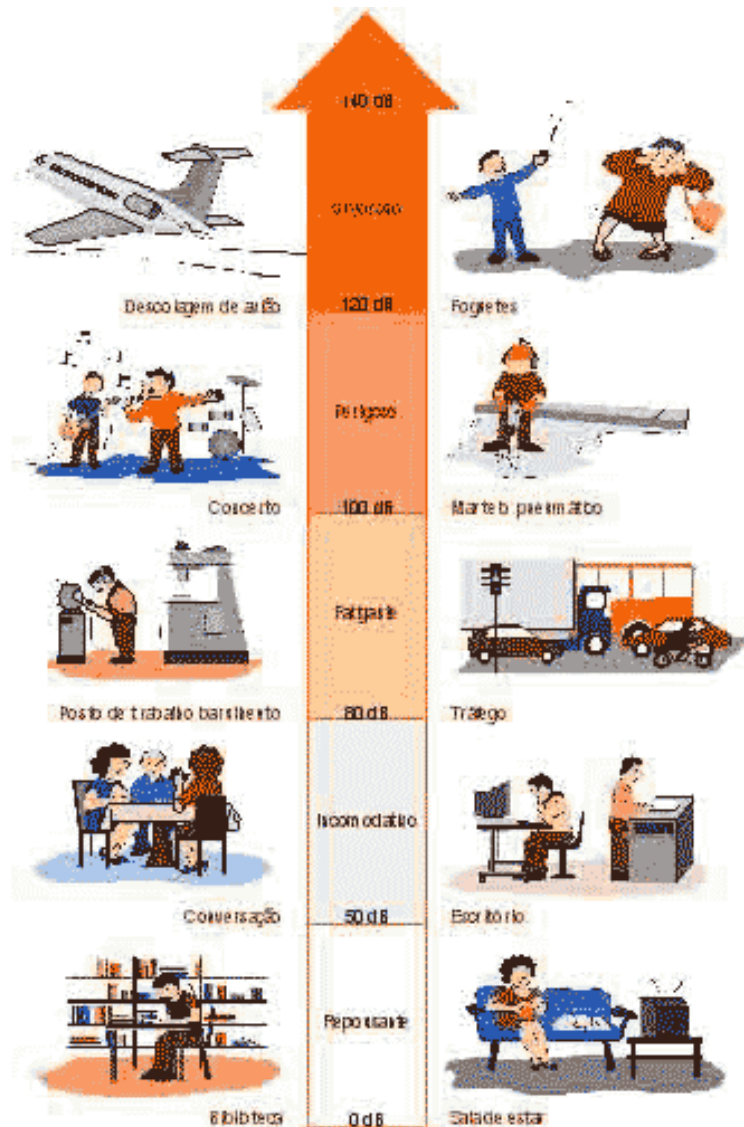 140 dB
Descolagem de avião
120 dB
Foguetes
Perigoso
Concerto
100 dB
Martelo pneumático
Fatigante
Posto de trabalho barulhento
80 dB
Tráfego
Incomodativo
Conversação
50 dB
Escritório
Repousante
Biblioteca
0 dB
Sala de estar